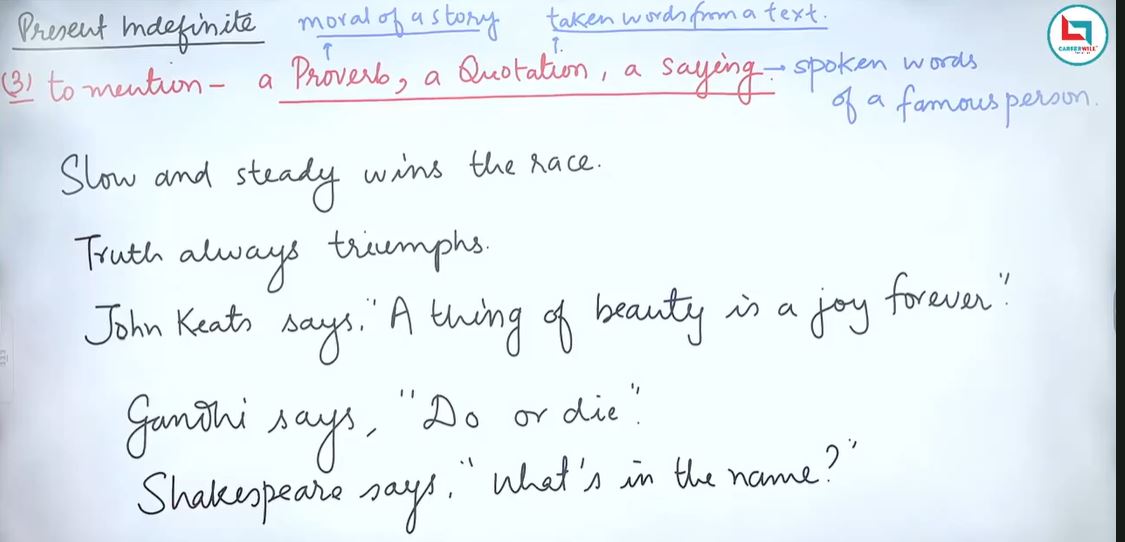 Present Indefinite
moral of a story
taken words from a text.
(3) to mention - a Proverb, a Quotation, a saying → spoken words
of a famous person.
CAREERWILL
Slow and steady wins the race.
Truth always triumphs.
John Keats says, "A thing of beauty is a joy forever".
Gandhi says, "Do or die".
Shakespeare says, "What's in the name?"